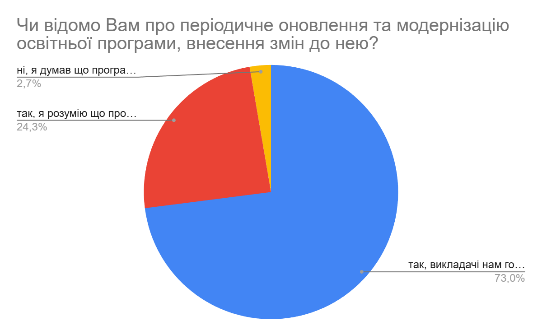 Чи відомо Вам про періодичне оновлення та модернізацію
освітньої програми, внесення змін до нею?
ні, я думав що програ…
2,7%
так, я розумію що про…
24,3%
так, викладачі нам го…
73,0%